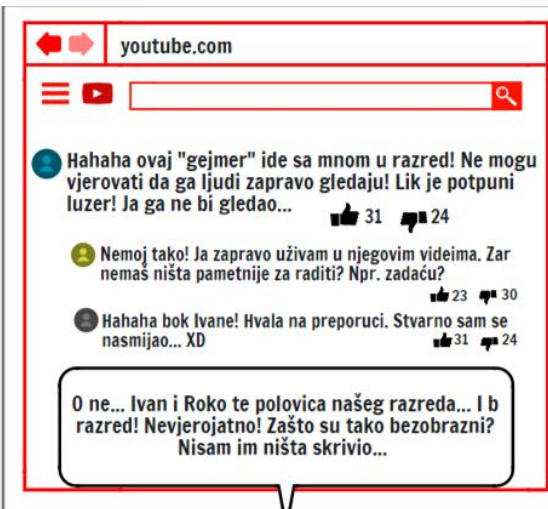 youtube.com
Hahaha ovaj "gejmer" ide sa mnom u razred! Ne mogu
vjerovati da ga ljudi zapravo gledaju! Lik je potpuni
luzer! Ja ga ne bi gledao...
31 24
Nemoj tako! Ja zapravo uživam u njegovim videima. Zar
nemaš ništa pametnije za raditi? Npr. zadaću?
23 30
Hahaha bok Ivane! Hvala na preporuci. Stvarno sam se
nasmijao... XD
31 24
O ne... Ivan i Roko te polovica našeg razreda... I b
razred! Nevjerojatno! Zašto su tako bezobrazni?
Nisam im ništa skrivio...